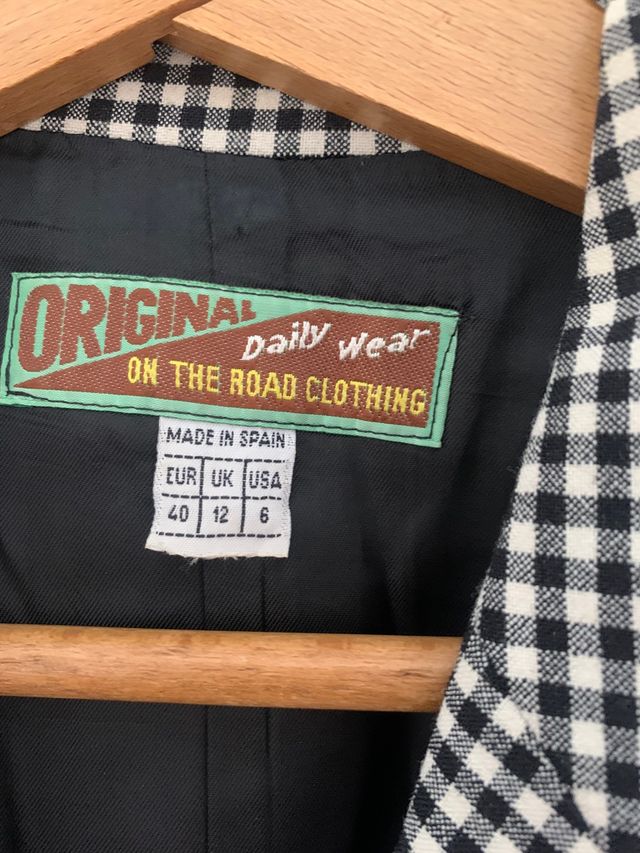 ORIGINAL
Daily Wear
ON THE ROAD CLOTHING
MADE IN SPAIN
EUR UK USA
40 12 6